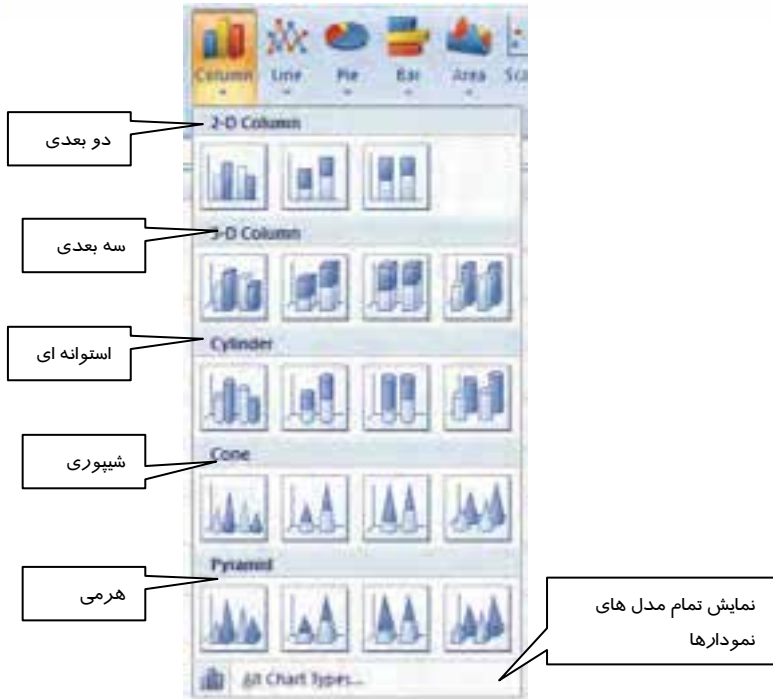 Column Line Pie Bar Area
2-D Column
دو بعدی
3-D Column
سه بعدی
Cylinder
استوانه ای
Cone
شیپوری
Pyramid
هرمی
All Chart Types...
نمایش تمام مدل های
نمودارها